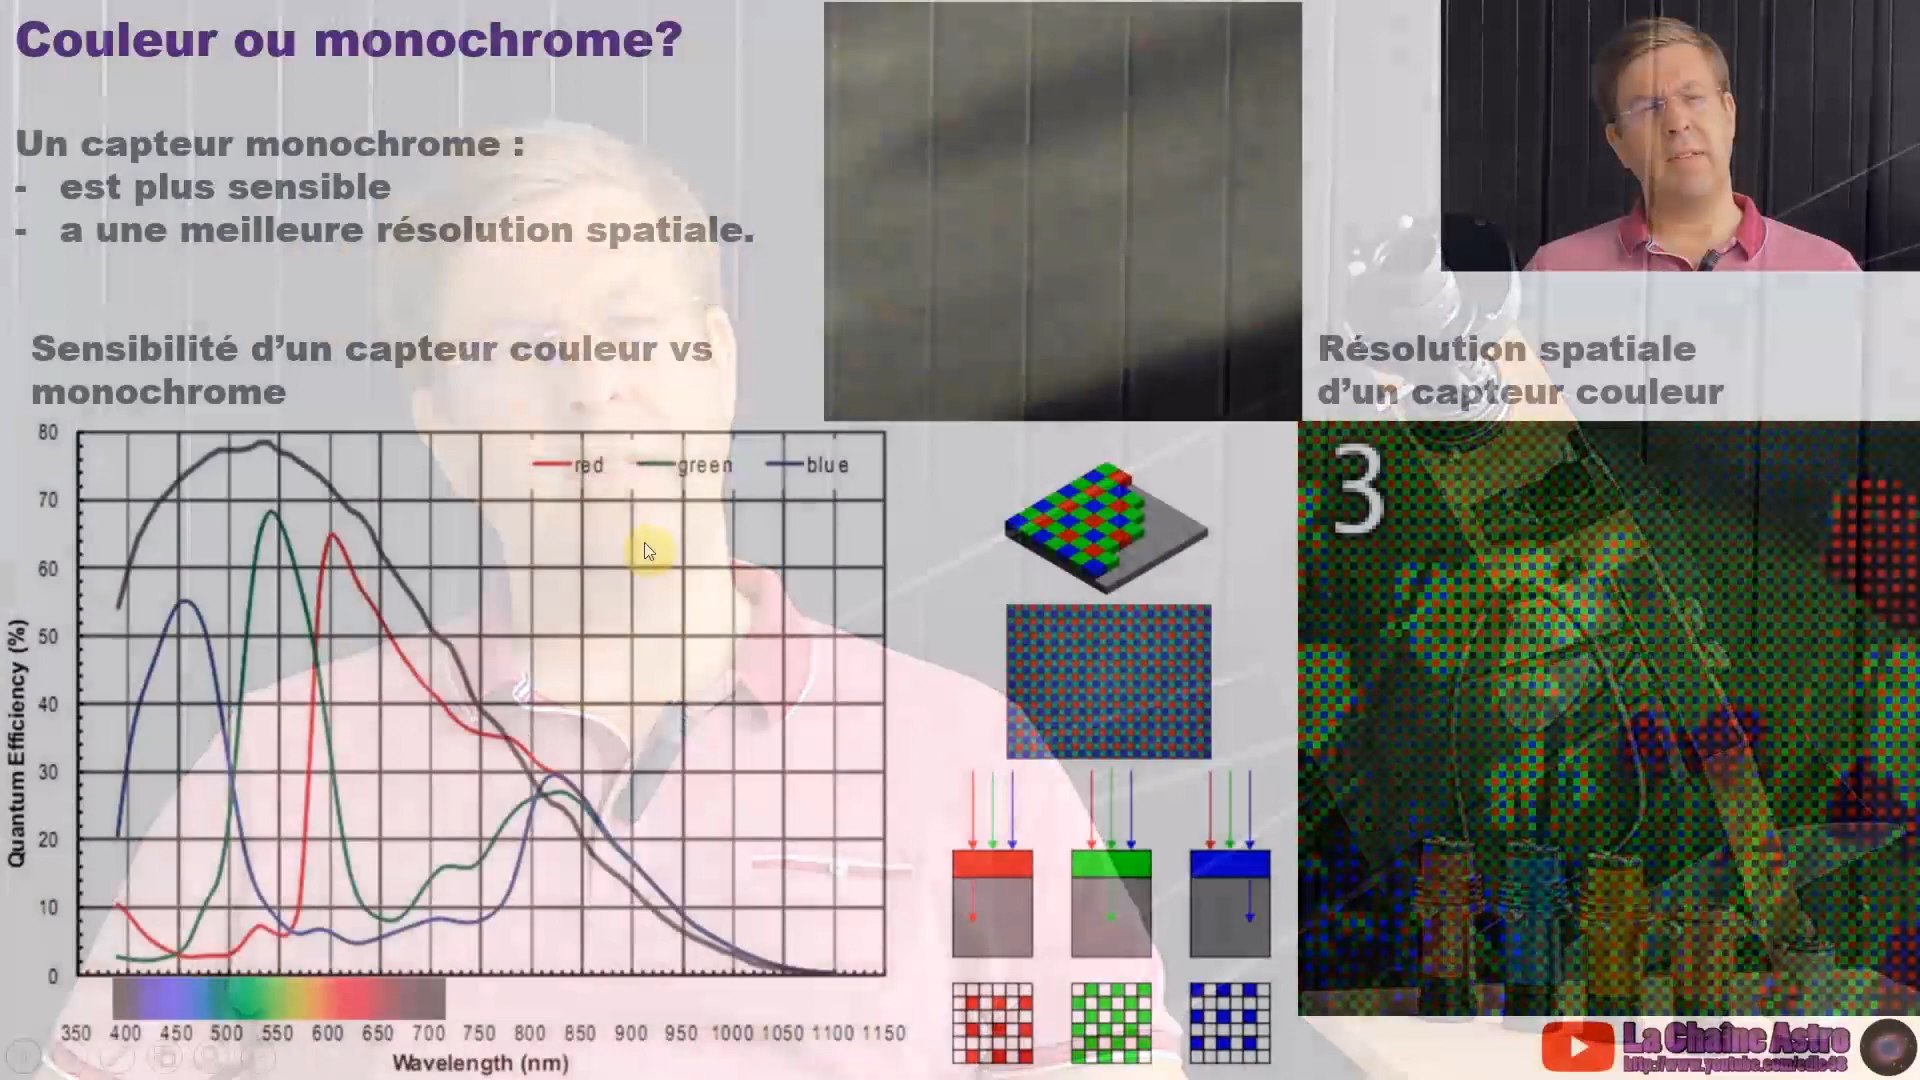 Couleur ou monochrome?
Un capteur monochrome :
- est plus sensible
- a une meilleure résolution spatiale.
Sensibilité d'un capteur couleur vs
monochrome
Résolution spatiale
d'un capteur couleur
80
70
60
50
40
30
20
10
0
Quantum Efficiency (%)
red green blue
350 400 450 500 550 600 650 700 750 800 850 900 950 1000 1050 1100 1150
Wavelength (nm)
3
La Chaîne Astro